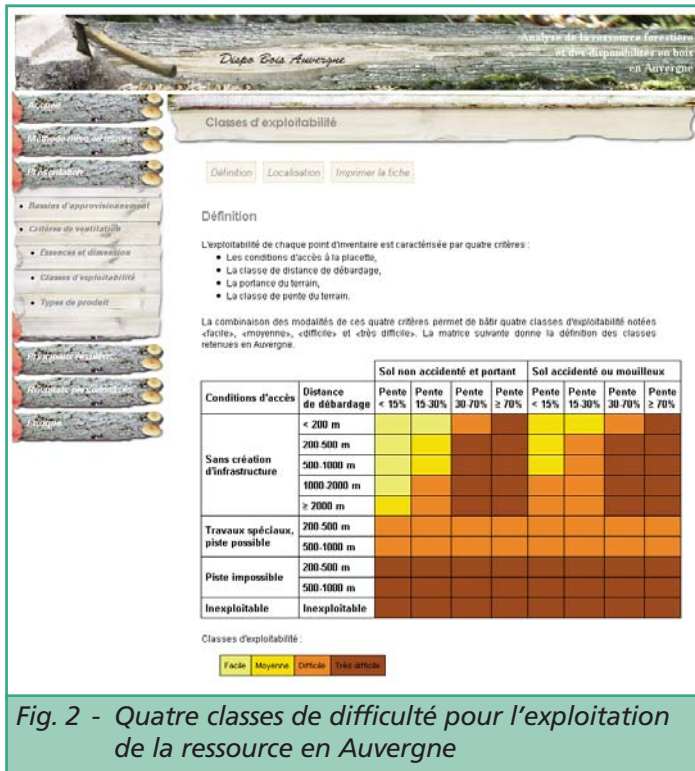 Dispo Bois Auvergne
Analyse de la ressource forestière
et des disponibilités en bois
en Auvergne
Accueil
Méthode mise en œuvre
Présentation
Bassins d'approvisionnement
Critères de ventilation
Essences et dimension
Classes d'exploitabilité
Types de produit
Principaux résultats
Résultats personnalisés
Lexique
Classes d'exploitabilité
Définition Localisation Imprimer la fiche
Définition
L'exploitabilité de chaque point d'inventaire est caractérisée par quatre critères :
Les conditions d'accès à la placette,
La classe de distance de débardage,
La portance du terrain,
La classe de pente du terrain.
La combinaison des modalités de ces quatre critères permet de bâtir quatre classes d'exploitabilité notées
«facile», «moyenne», «difficile» et «très difficile». La matrice suivante donne la définition des classes
retenues en Auvergne.
Sol non accidenté et portant Sol accidenté ou mouilleux
Conditions d'accès Distance Pente Pente Pente Pente Pente Pente Pente Pente
de débardage < 15% 15-30% 30-70% ≥ 70% < 15% 15-30% 30-70% ≥ 70%
< 200 m
200-500 m
Sans création
d'infrastructure
500-1000 m
1000-2000 m
≥ 2000 m
Travaux spéciaux, 200-500 m
piste possible 500-1000 m
Piste impossible 200-500 m
500-1000 m
Inexploitable Inexploitable
Classes d'exploitabilité :
Facile Moyenne Difficile Très difficile
Fig. 2 - Quatre classes de difficulté pour l'exploitation
de la ressource en Auvergne